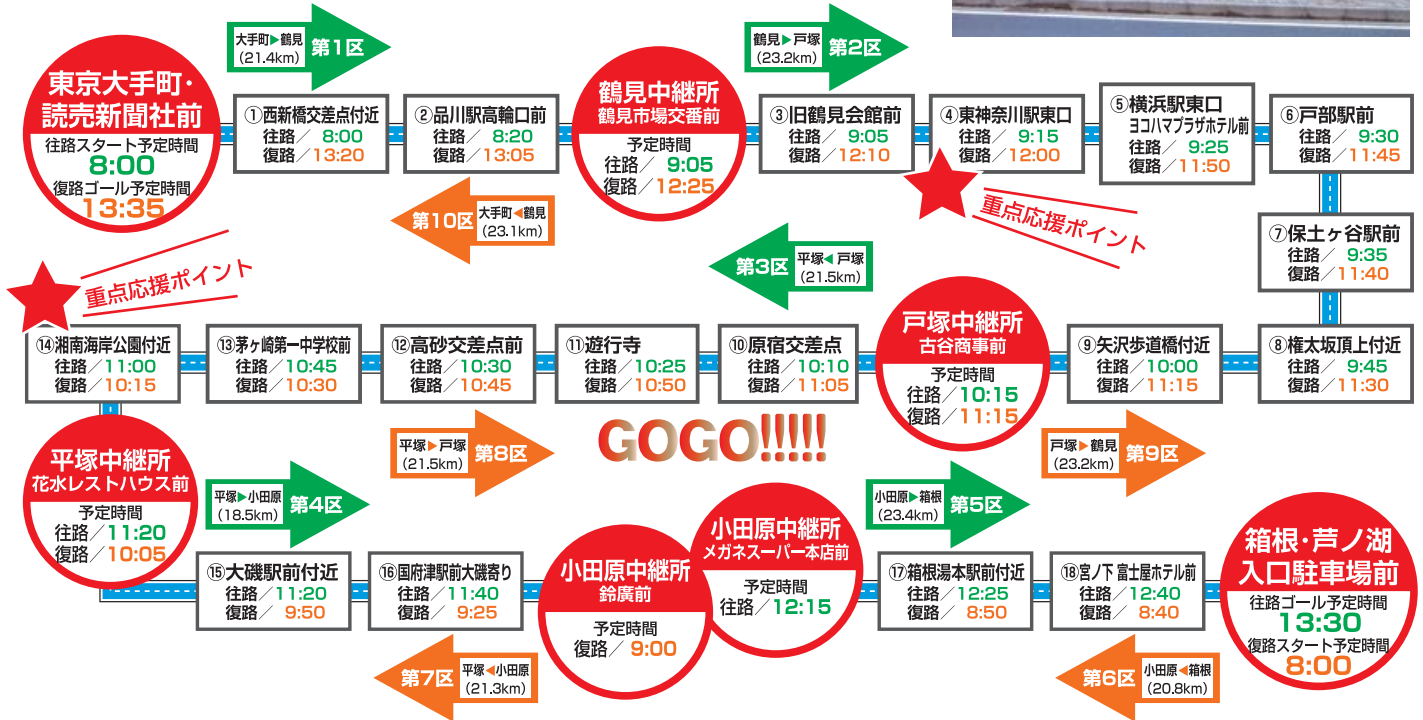 大手町▶鶴見
(21.4km)
第1区
鶴見▶戸塚
(23.2km)
第2区
東京大手町・
読売新聞社前
往路スタート予定時間
8:00
復路ゴール予定時間
13:35
①西新橋交差点付近
往路/8:00
復路/13:20
②品川駅高輪口前
往路/8:20
復路/13:05
鶴見中継所
鶴見市場交番前
予定時間
往路/9:05
復路/12:25
③旧鶴見会館前
往路/9:05
復路/12:10
④東神奈川駅東口
往路/9:15
復路/12:00
⑤横浜駅東口
ヨコハマプラザホテル前
往路/9:25
復路/11:50
⑥戸部駅前
往路/9:30
復路/11:45
第10区
大手町◀鶴見
(23.1km)
重点応援ポイント
⑦保土ヶ谷駅前
往路/9:35
復路/11:40
第3区
平塚◀戸塚
(21.5km)
重点応援ポイント
⑭湘南海岸公園付近
往路/11:00
復路/10:15
⑬茅ヶ崎第一中学校前
往路/10:45
復路/10:30
⑫高砂交差点前
往路/10:30
復路/10:45
⑪遊行寺
往路/10:25
復路/10:50
⑩原宿交差点
往路/10:10
復路/11:05
戸塚中継所
古谷商事前
予定時間
往路/10:15
復路/11:15
⑨矢沢歩道橋付近
往路/10:00
復路/11:15
⑧権太坂頂上付近
往路/9:45
復路/11:30
平塚▶戸塚
(21.5km)
第8区
GOGO!!!!!
戸塚▶鶴見
(23.2km)
第9区
平塚中継所
花水レストハウス前
予定時間
往路/11:20
復路/10:05
平塚▶小田原
(18.5km)
第4区
小田原▶箱根
(23.4km)
第5区
⑮大磯駅前付近
往路/11:20
復路/9:50
⑯国府津駅前大磯寄り
往路/11:40
復路/9:25
小田原中継所
鈴廣前
予定時間
復路/9:00
小田原中継所
メガネスーパー本店前
予定時間
往路/12:15
⑰箱根湯本駅前付近
往路/12:25
復路/8:50
⑱宮ノ下 富士屋ホテル前
往路/12:40
復路/8:40
箱根・芦ノ湖
入口駐車場前
往路ゴール予定時間
13:30
復路スタート予定時間
8:00
第7区
平塚◀小田原
(21.3km)
第6区
小田原◀箱根
(20.8km)